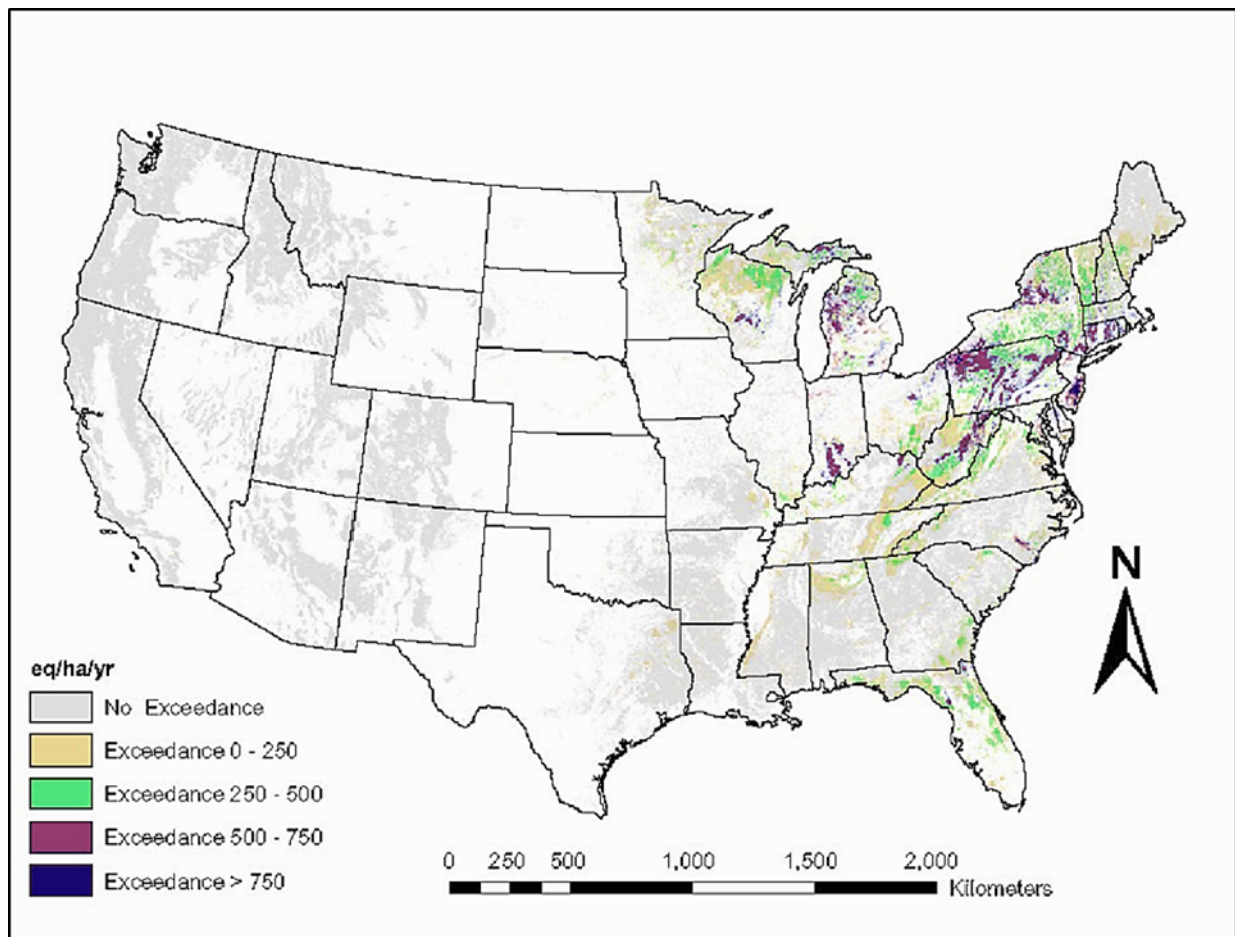 N
eq/ha/yr
No Exceedance
Exceedance 0 - 250
Exceedance 250 - 500
Exceedance 500 - 750
Exceedance > 750
0 250 500 1,000 1,500 2,000
Kilometers